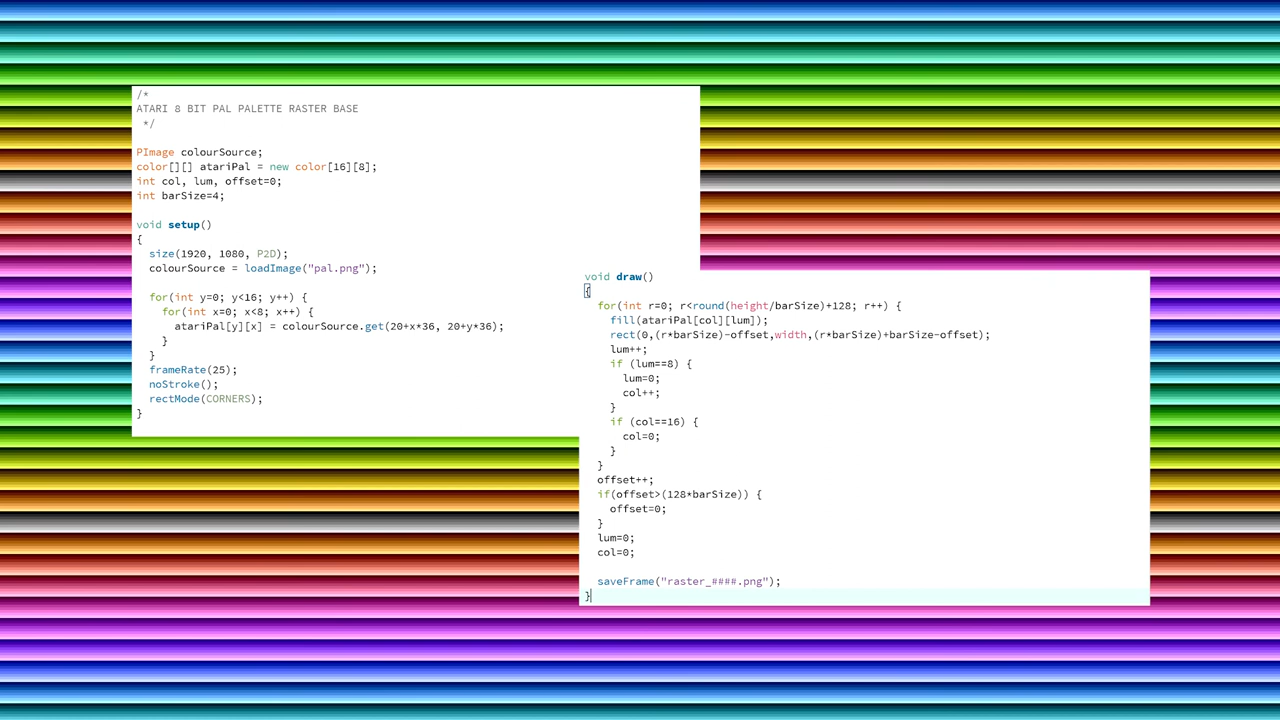 /*
ATARI 8 BIT PAL PALETTE RASTER BASE
 */

PImage colourSource;
color[][] atariPal = new color[16][8];
int col, lum, offset=0;
int barSize=4;

void setup()
{
  size(1920, 1080, P2D);
  colourSource = loadImage("pal.png");

  for(int y=0; y<16; y++) {
    for(int x=0; x<8; x++) {
      atariPal[y][x] = colourSource.get(20+x*36, 20+y*36);
    }
  }
  frameRate(25);
  noStroke();
  rectMode(CORNERS);
}
void draw()
{
  for(int r=0; r<round(height/barSize)+128; r++) {
    fill(atariPal[col][lum]);
    rect(0,(r*barSize)-offset,width,(r*barSize)+barSize-offset);
    lum++;
    if (lum==8) {
      lum=0;
      col++;
    }
    if (col==16) {
      col=0;
    }
  }
  offset++;
  if(offset>(128*barSize)) {
    offset=0;
  }
  lum=0;
  col=0;

  saveFrame("raster_####.png");
}